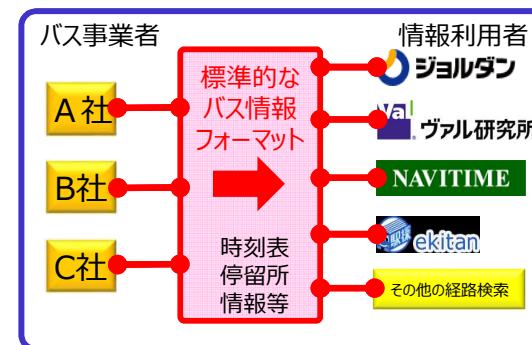 バス事業者
情報利用者
A社
B社
C社
標準的な
バス情報
フォーマット
時刻表
停留所
情報等
ジョルダン
Val
ヴァル研究所
NAVITIME
ekitan
その他の経路検索